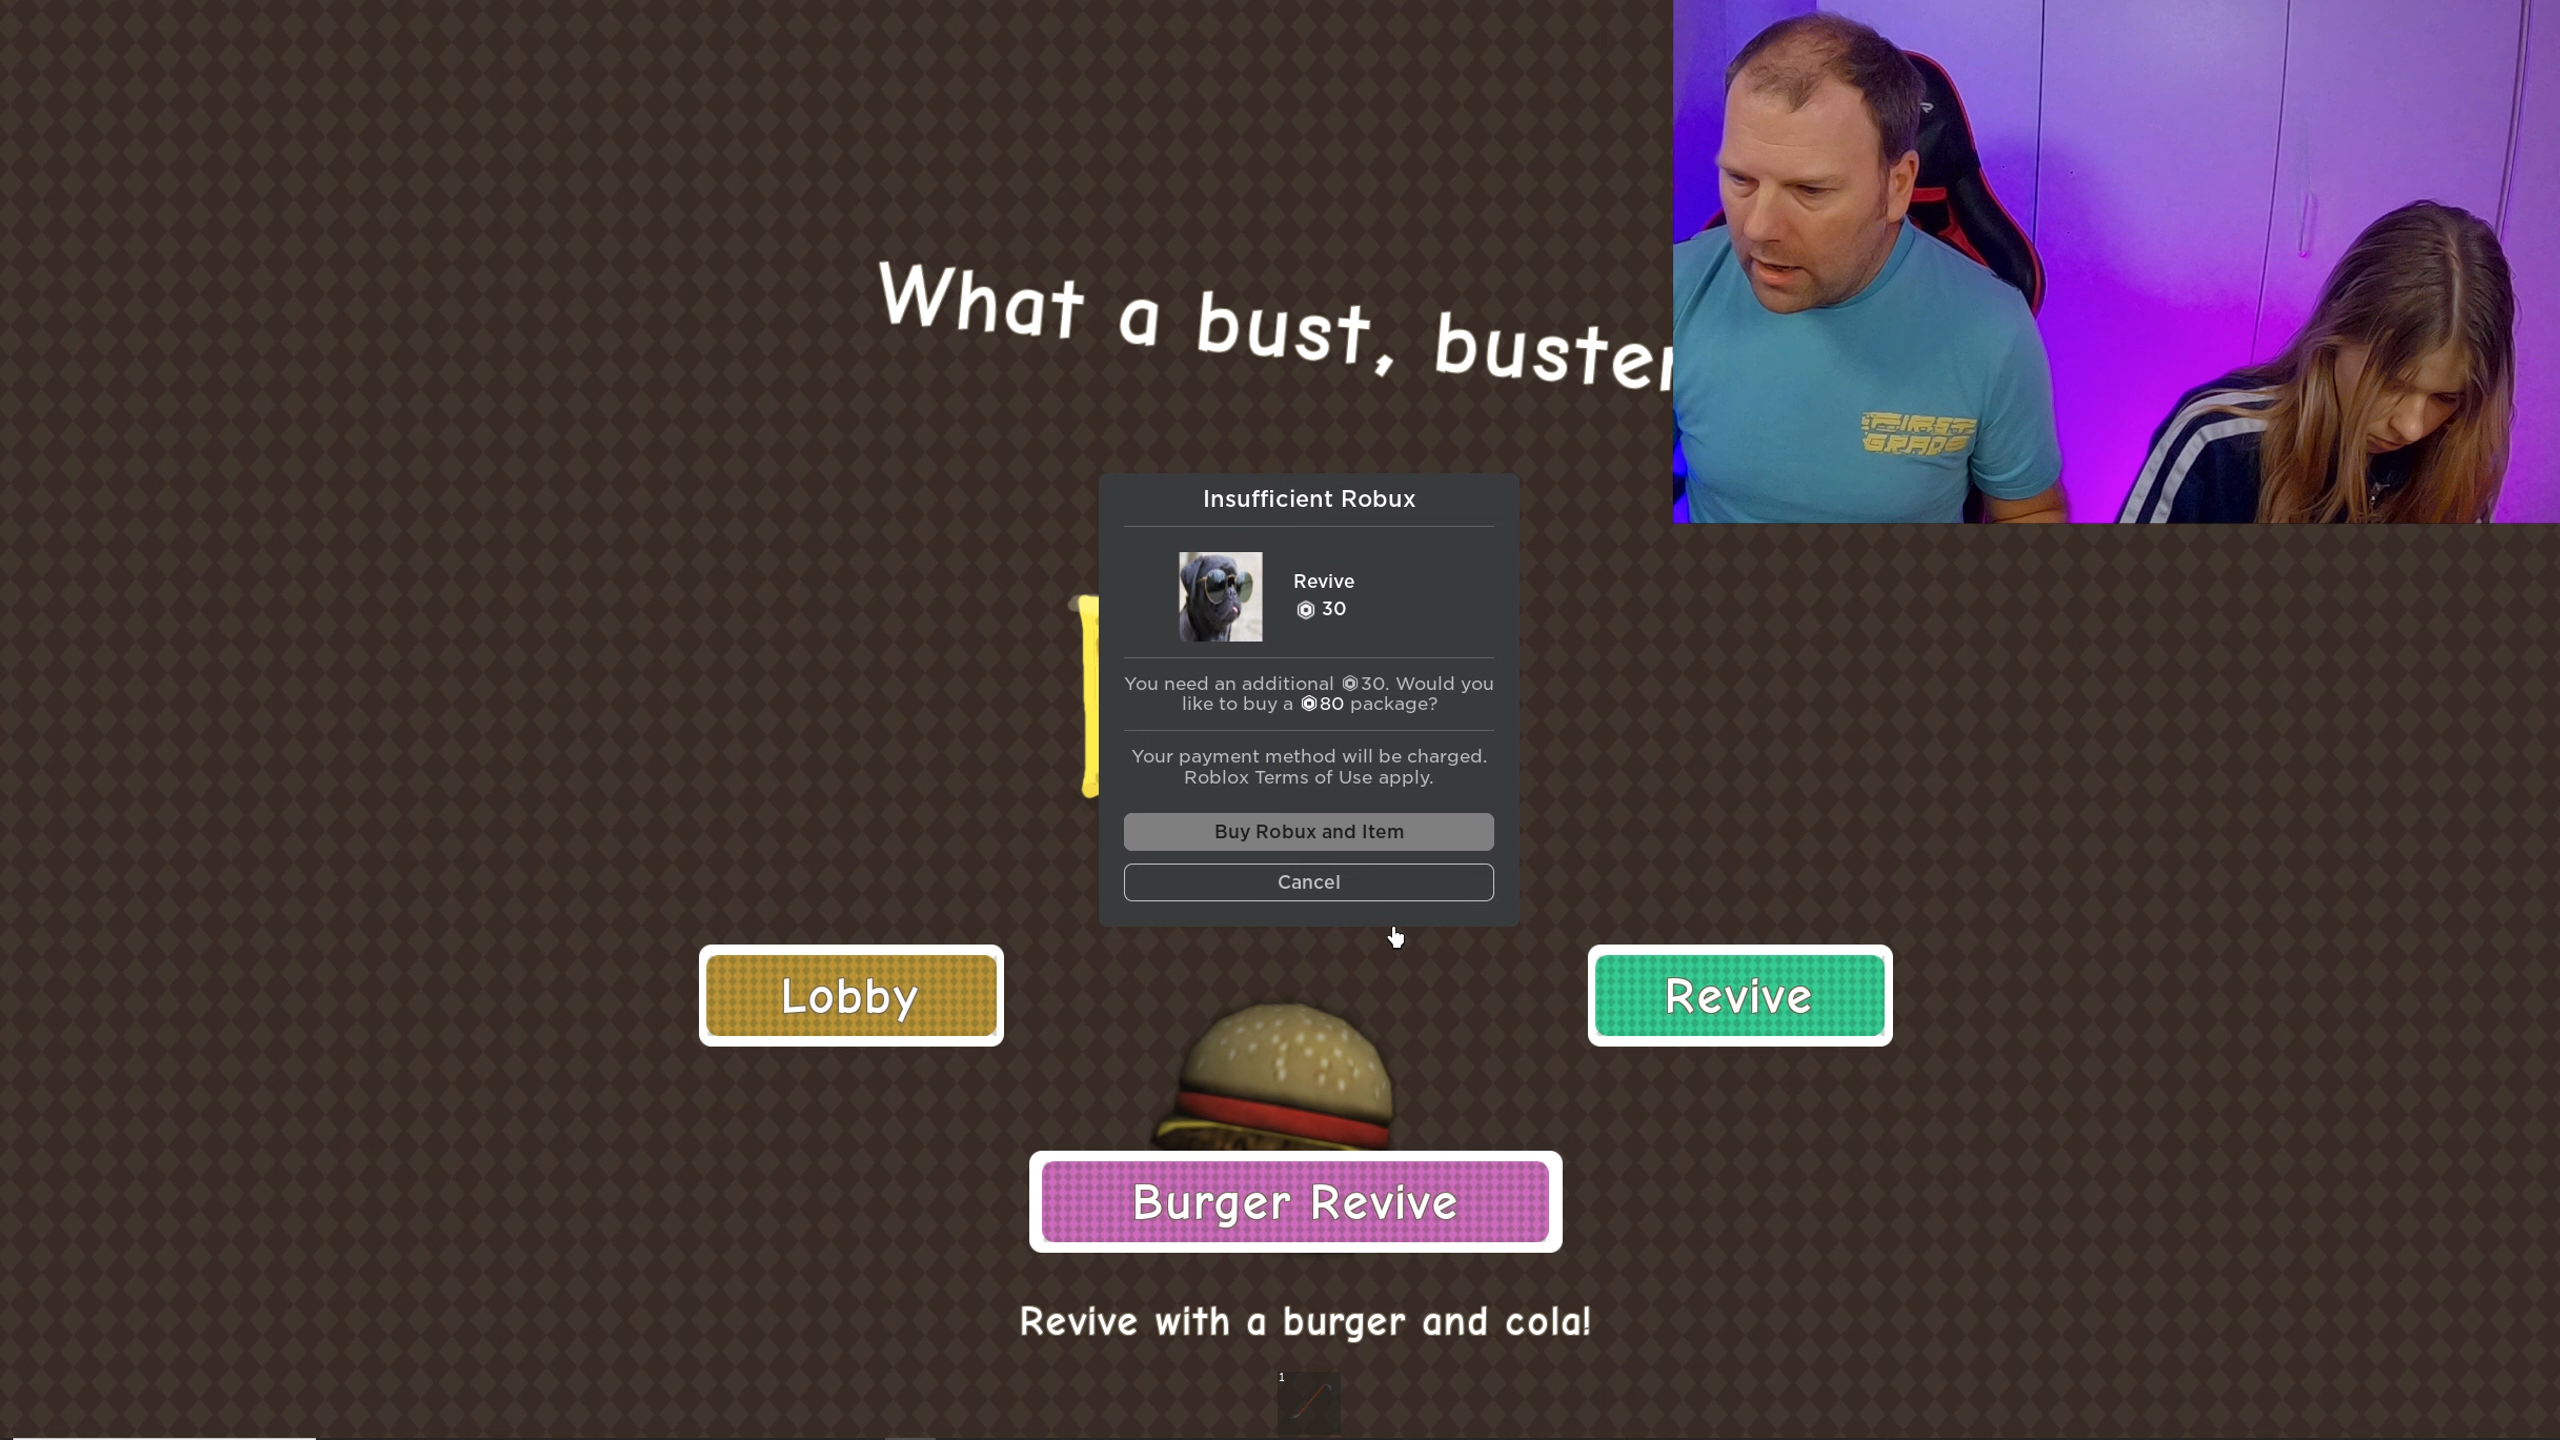 What a bust, buster
FIRST
GRADE
Insufficient Robux
Revive
30
You need an additional 30. Would you
like to buy a 80 package?
Your payment method will be charged.
Roblox Terms of Use apply.
Buy Robux and Item
Cancel
Lobby
Revive
Burger Revive
Revive with a burger and cola!
1